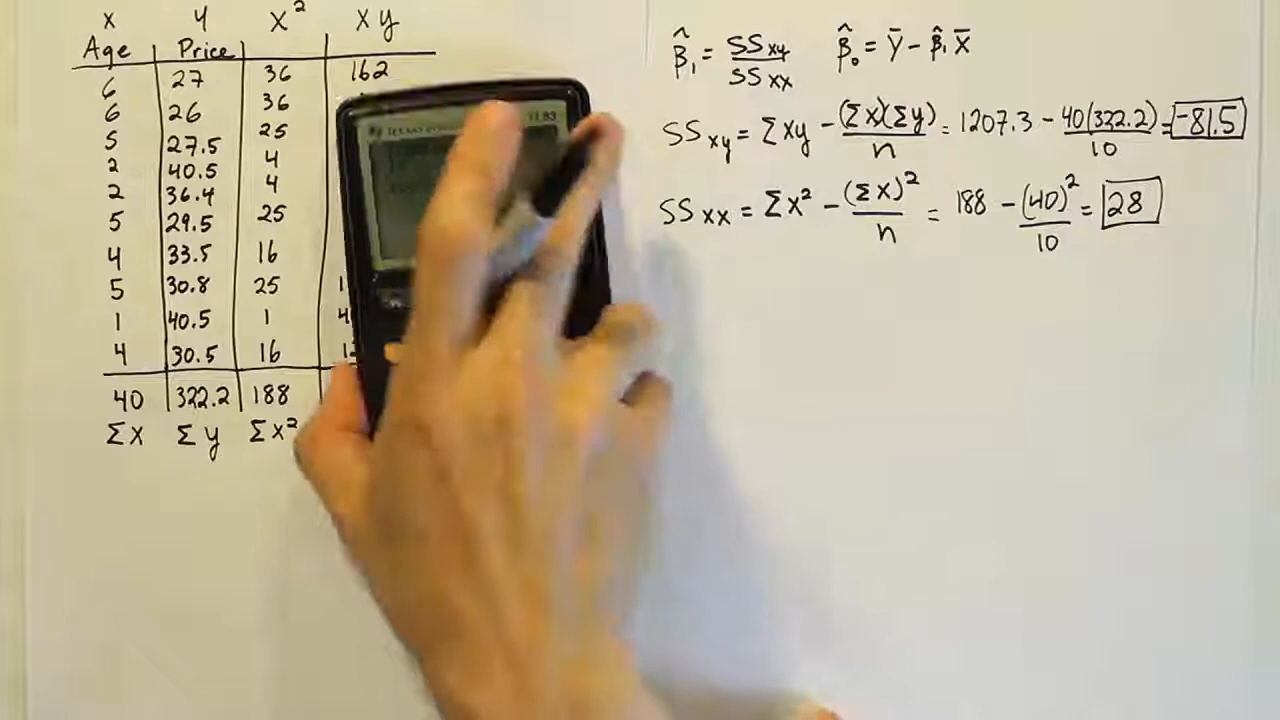 x y x² xy
Age Price
6 27 36 162
6 26 36
5 27.5 25
2 40.5 4
2 36.4 4
5 29.5 25
4 33.5 16
5 30.8 25
1 40.5 1
4 30.5 16
40 322.2 188
Σx Σy Σx²
β̂₁ = SSxy / SSxx β̂₀ = ȳ - β̂₁x̄
SSxy = Σxy - (Σx)(Σy) / n = 1207.3 - 40(322.2) / 10 = -81.5
SSxx = Σx² - (Σx)² / n = 188 - (40)² / 10 = 28